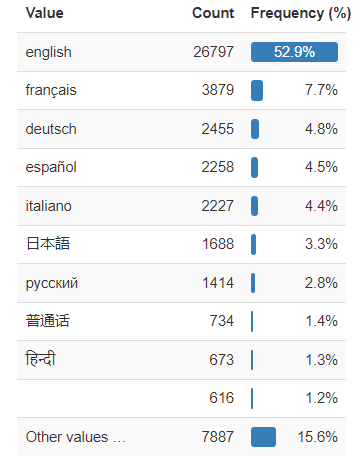 Value Count Frequency (%)
english 26797 52.9%
français 3879 7.7%
deutsch 2455 4.8%
español 2258 4.5%
italiano 2227 4.4%
日本語 1688 3.3%
русский 1414 2.8%
普通话 734 1.4%
हिन्दी 673 1.3%
616 1.2%
Other values … 7887 15.6%